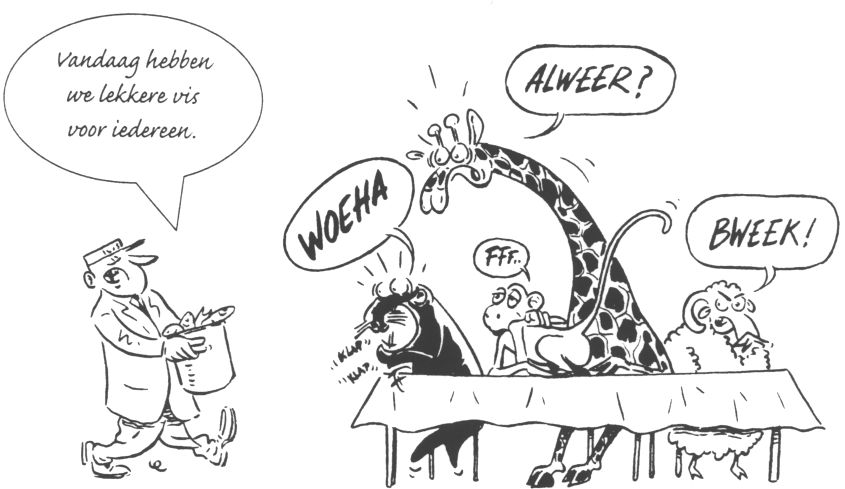 Vandaag hebben
we lekkere vis
voor iedereen.
ALWEER?
WOEHA
FFF..
BWEEK!
KLAP
KLAP